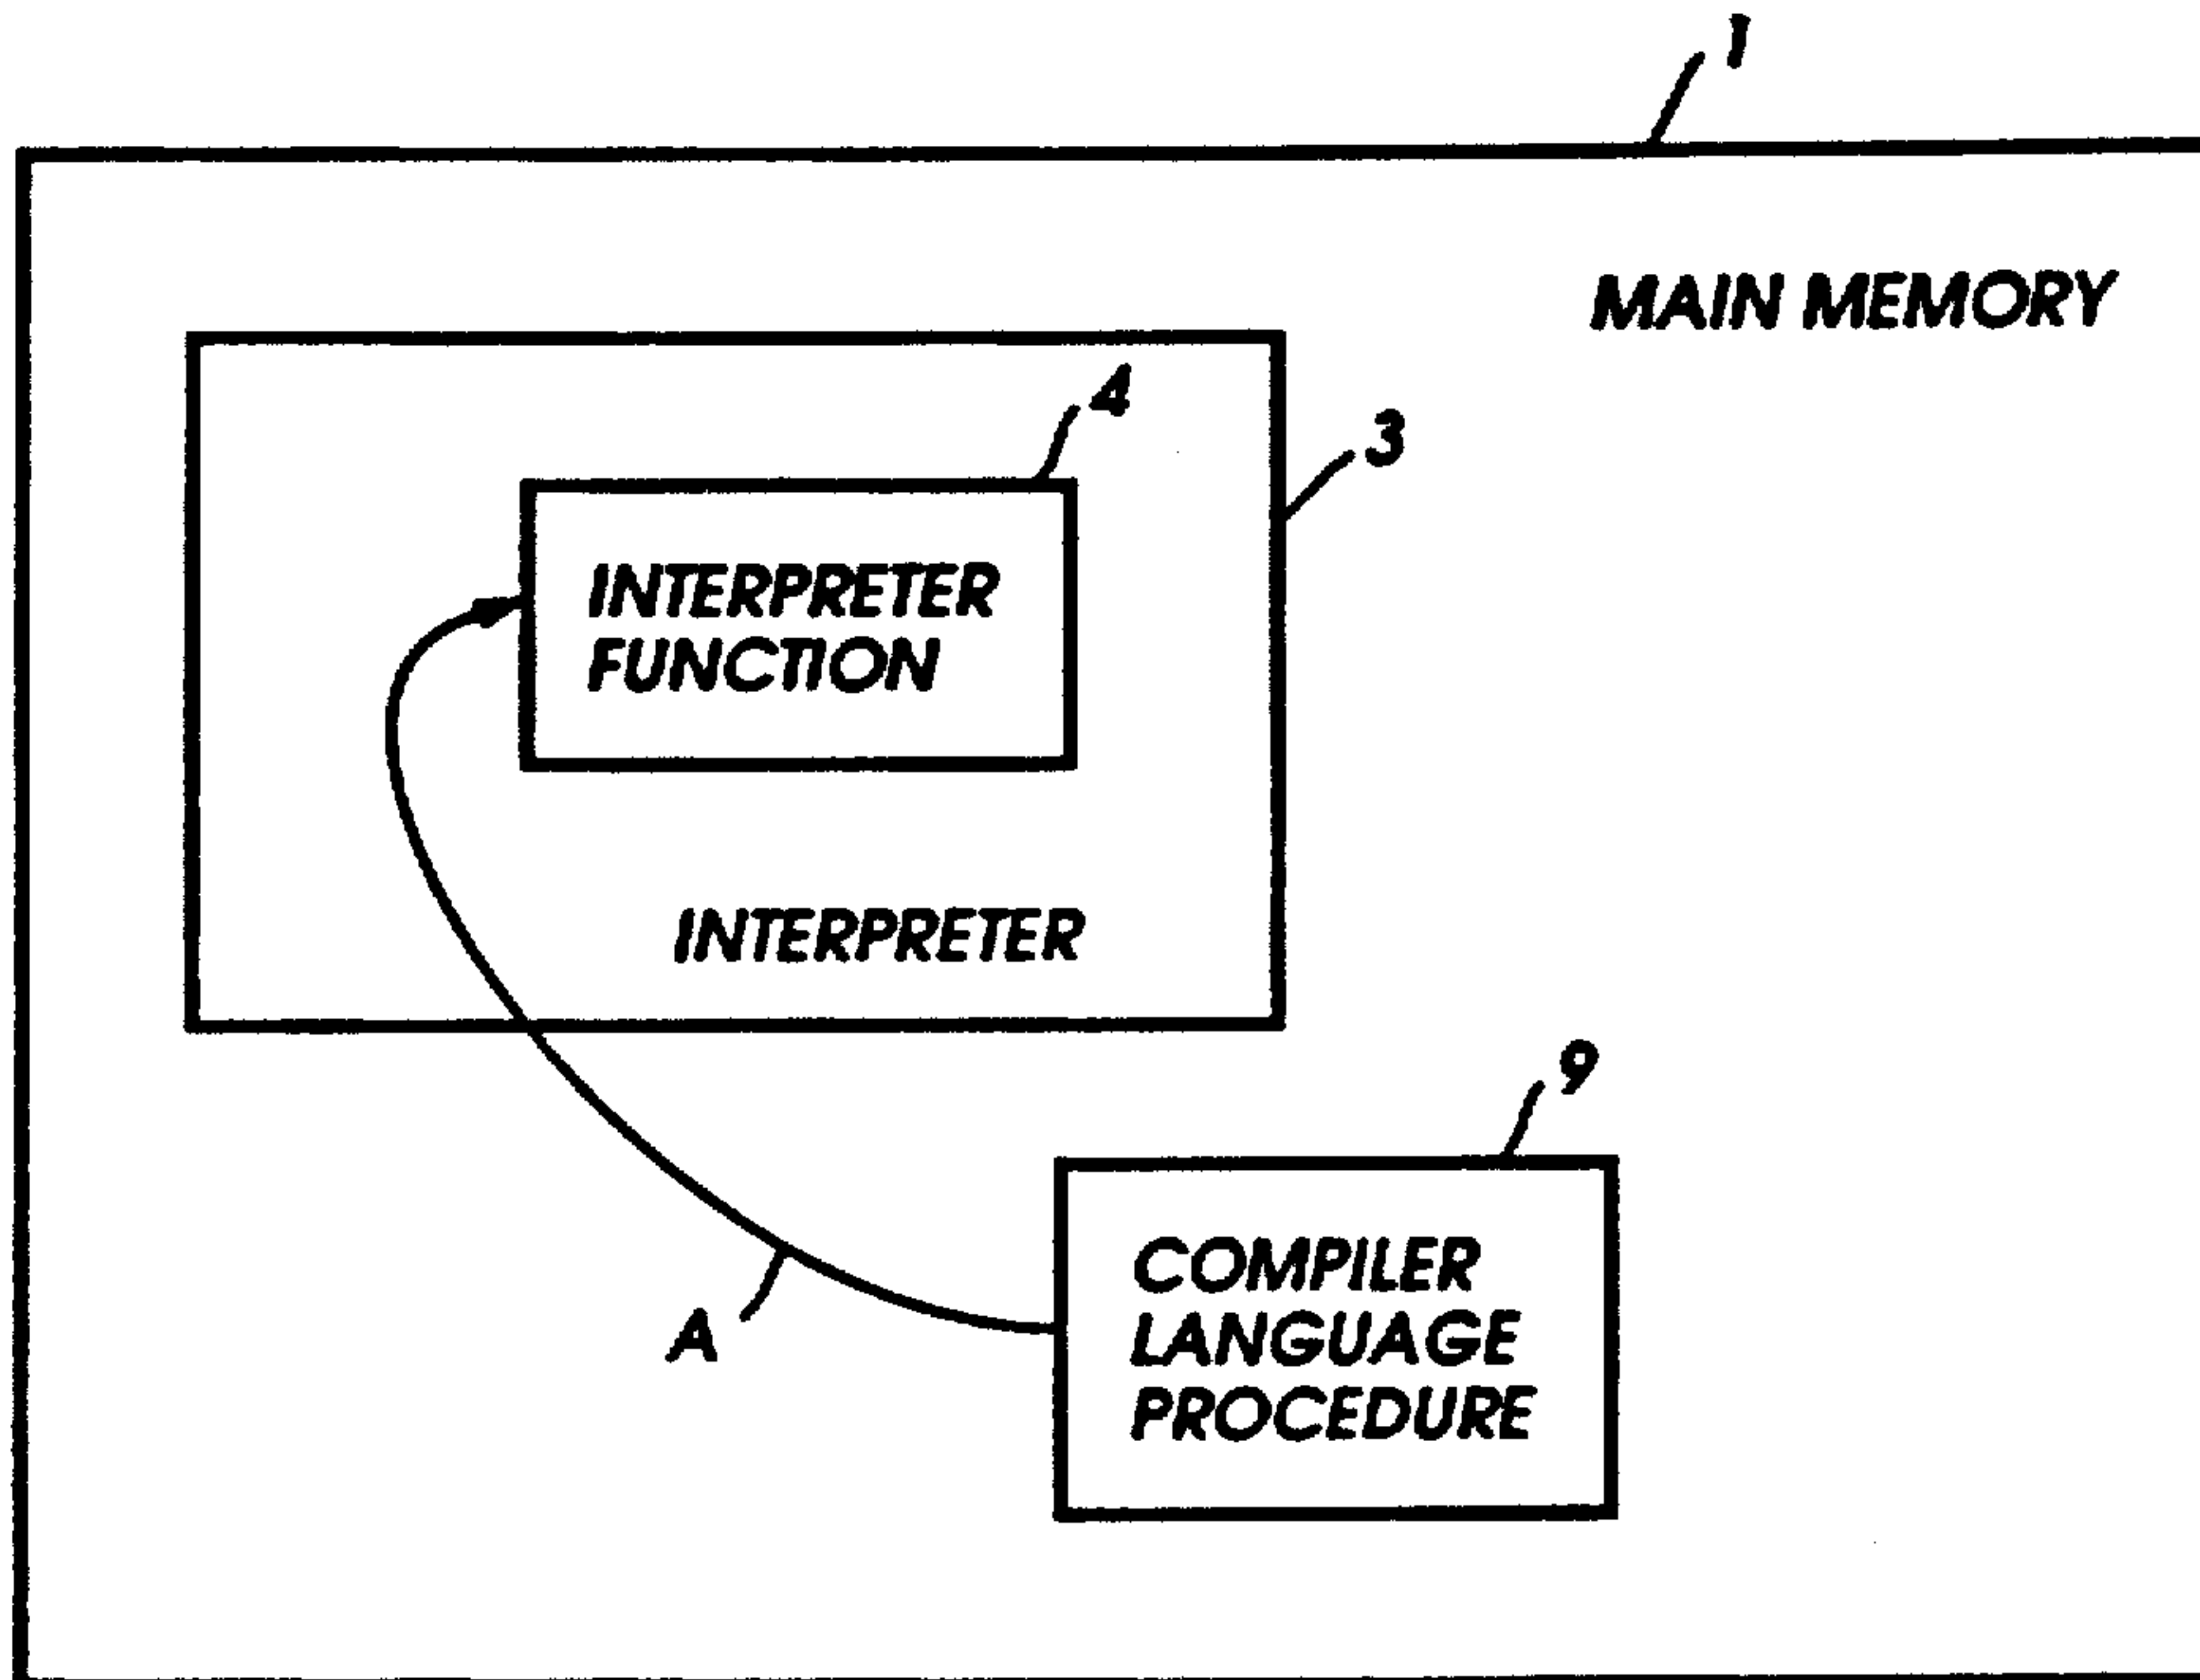 1
MAIN MEMORY
4
3
INTERPRETER
FUNCTION
INTERPRETER
9
COMPILER
LANGUAGE
PROCEDURE
A